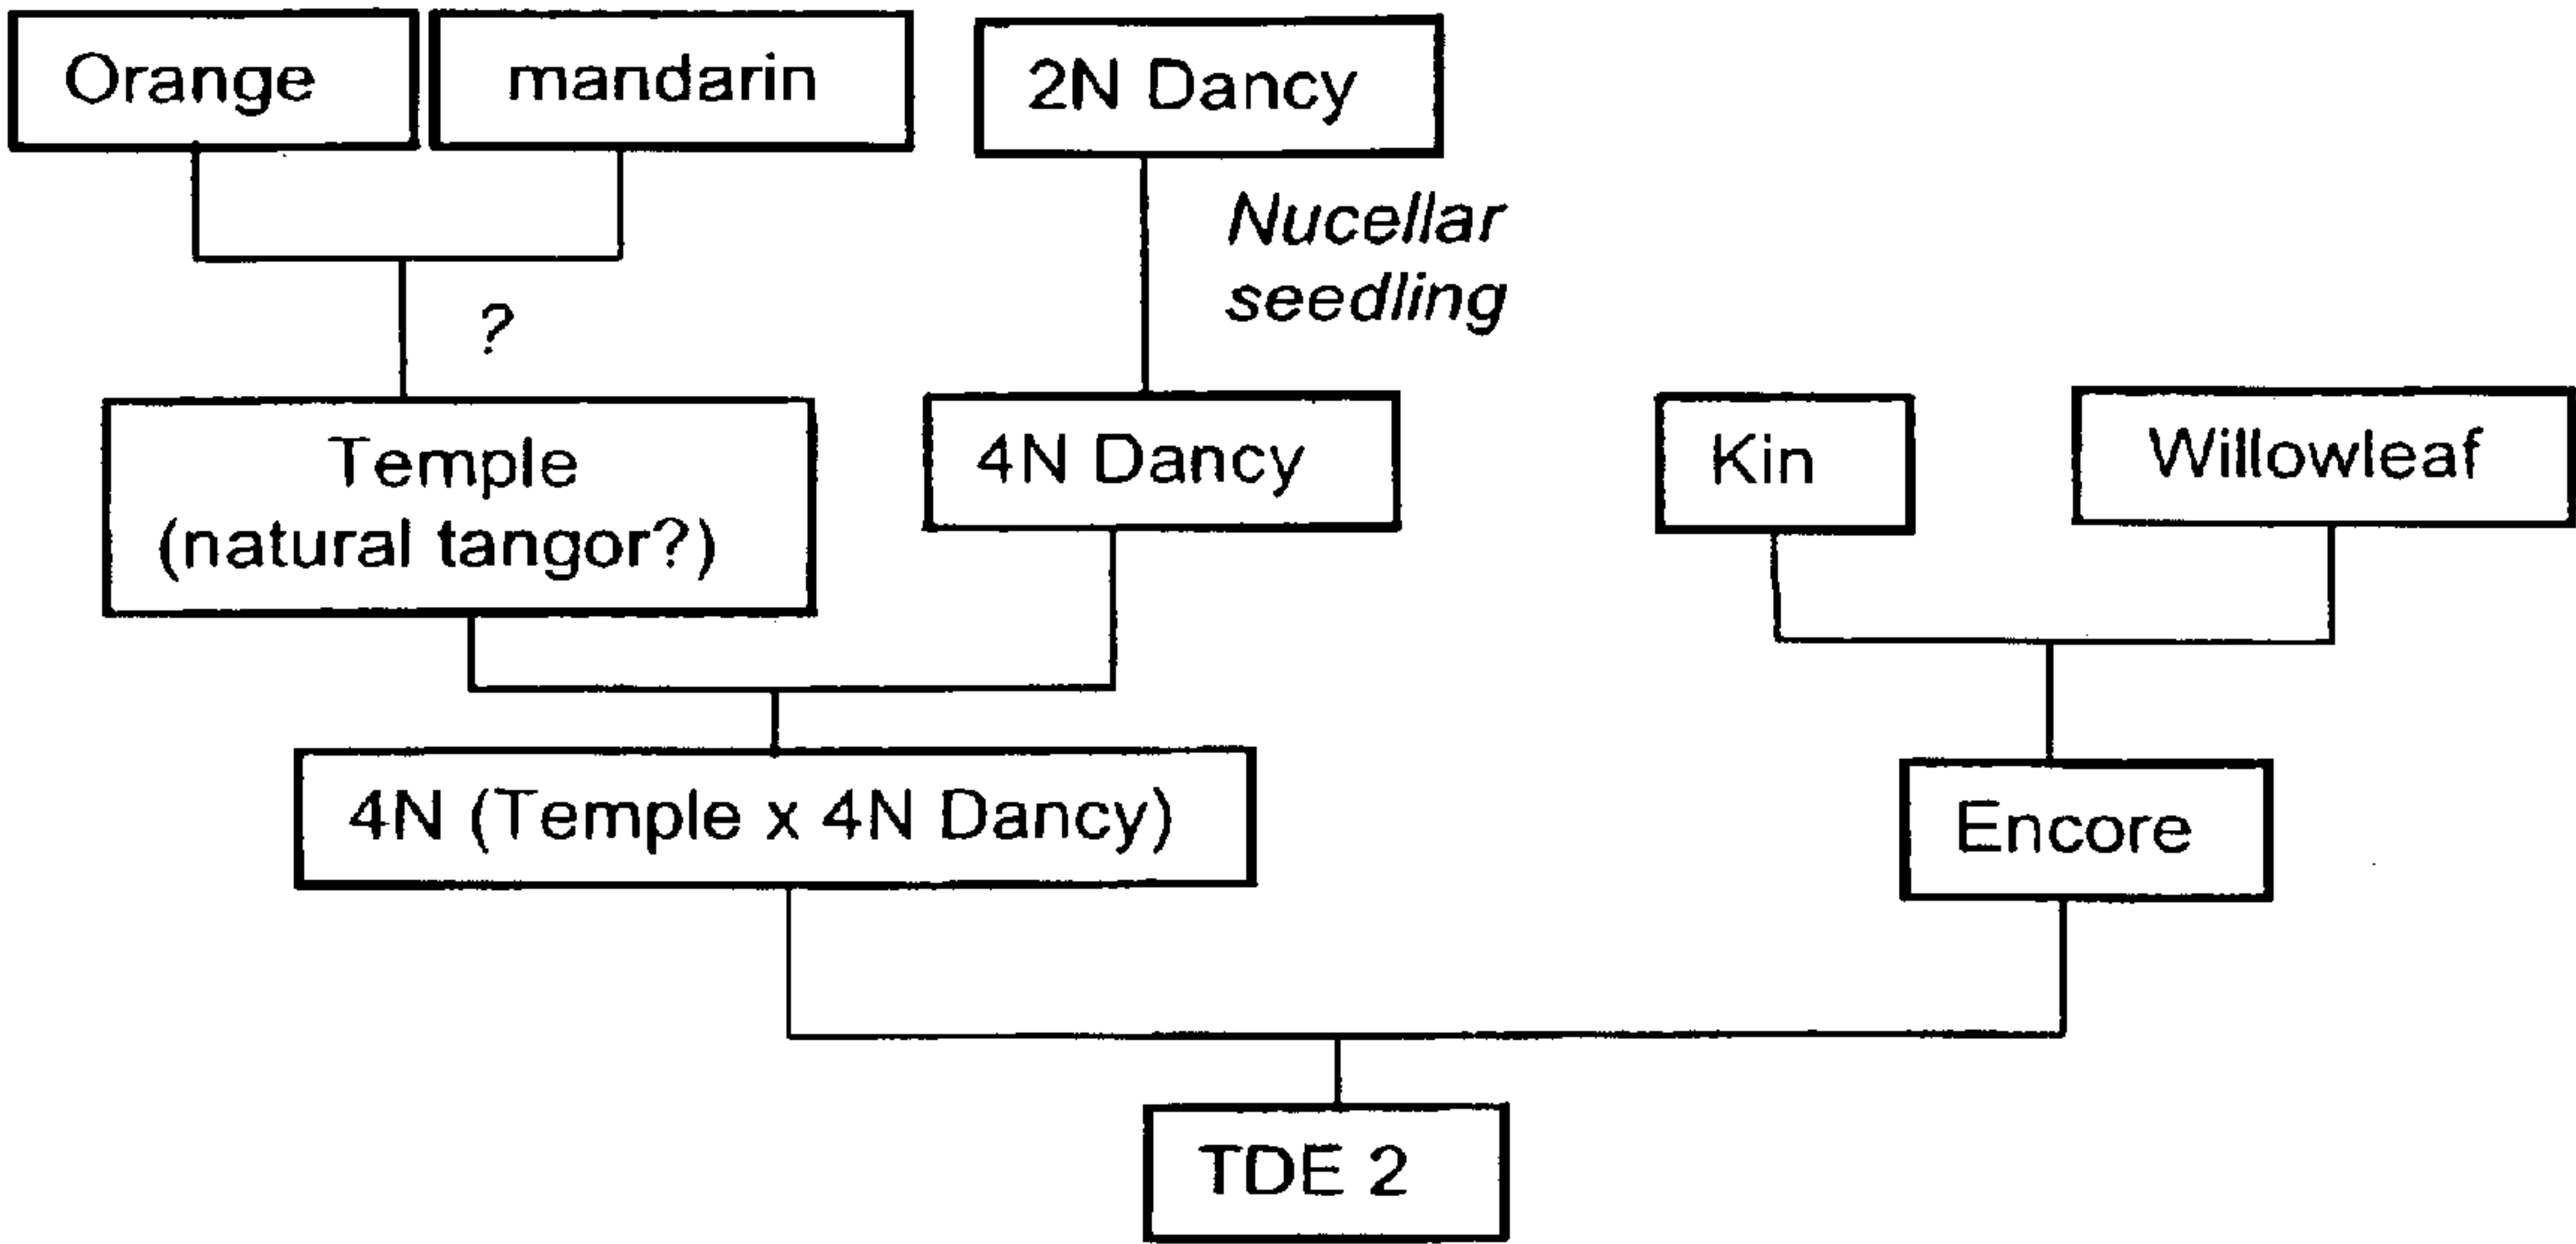 Orange
mandarin
2N Dancy
Nucellar
seedling
?
Temple
(natural tangor?)
4N Dancy
Kin
Willowleaf
4N (Temple x 4N Dancy)
Encore
TDE 2